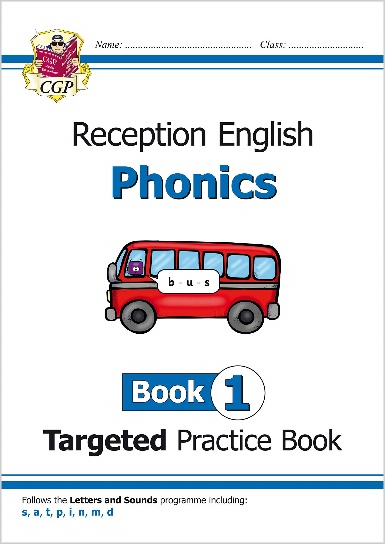 Name: ............................................... Class: ............................
CGP
Reception English
Phonics
b - u - s
Book 1
Targeted Practice Book
Follows the Letters and Sounds programme including:
s, a, t, p, i, n, m, d